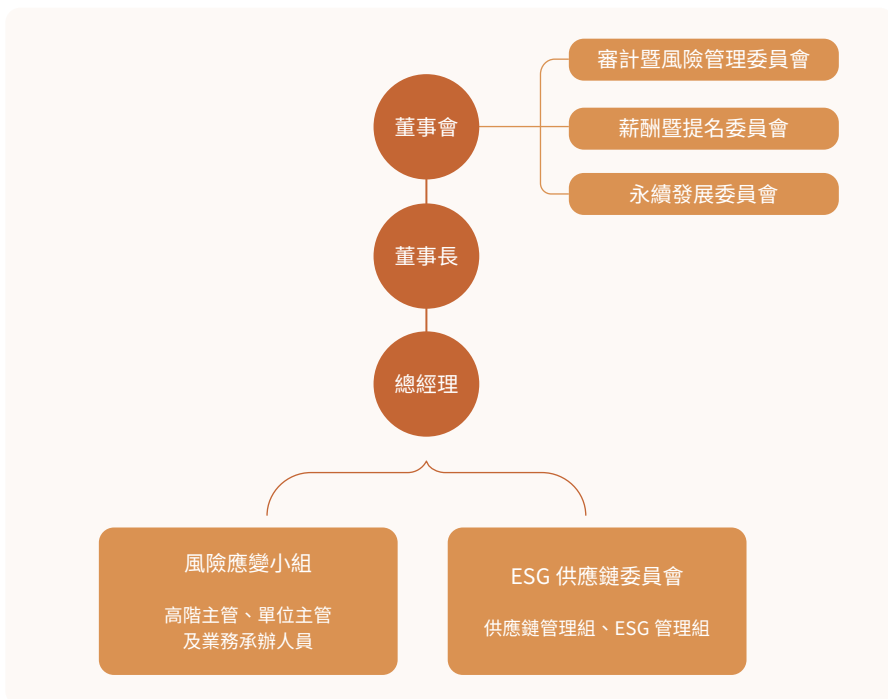 審計暨風險管理委員會
董事會
薪酬暨提名委員會
永續發展委員會
董事長
總經理
風險應變小組
高階主管、單位主管
及業務承辦人員
ESG 供應鏈委員會
供應鏈管理組、ESG 管理組